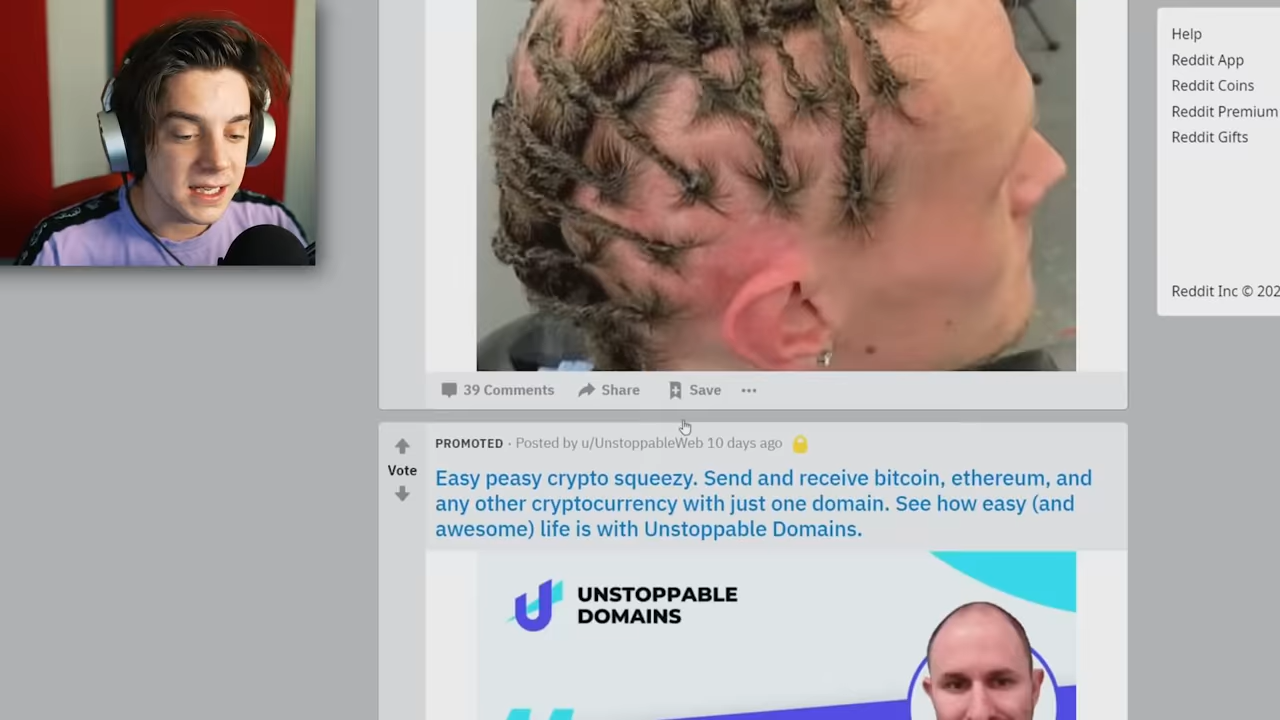 Help
Reddit App
Reddit Coins
Reddit Premium
Reddit Gifts
Reddit Inc © 202
39 Comments
Share
Save
Vote
PROMOTED · Posted by u/UnstoppableWeb 10 days ago
Easy peasy crypto squeezy. Send and receive bitcoin, ethereum, and
any other cryptocurrency with just one domain. See how easy (and
awesome) life is with Unstoppable Domains.
UNSTOPPABLE
DOMAINS